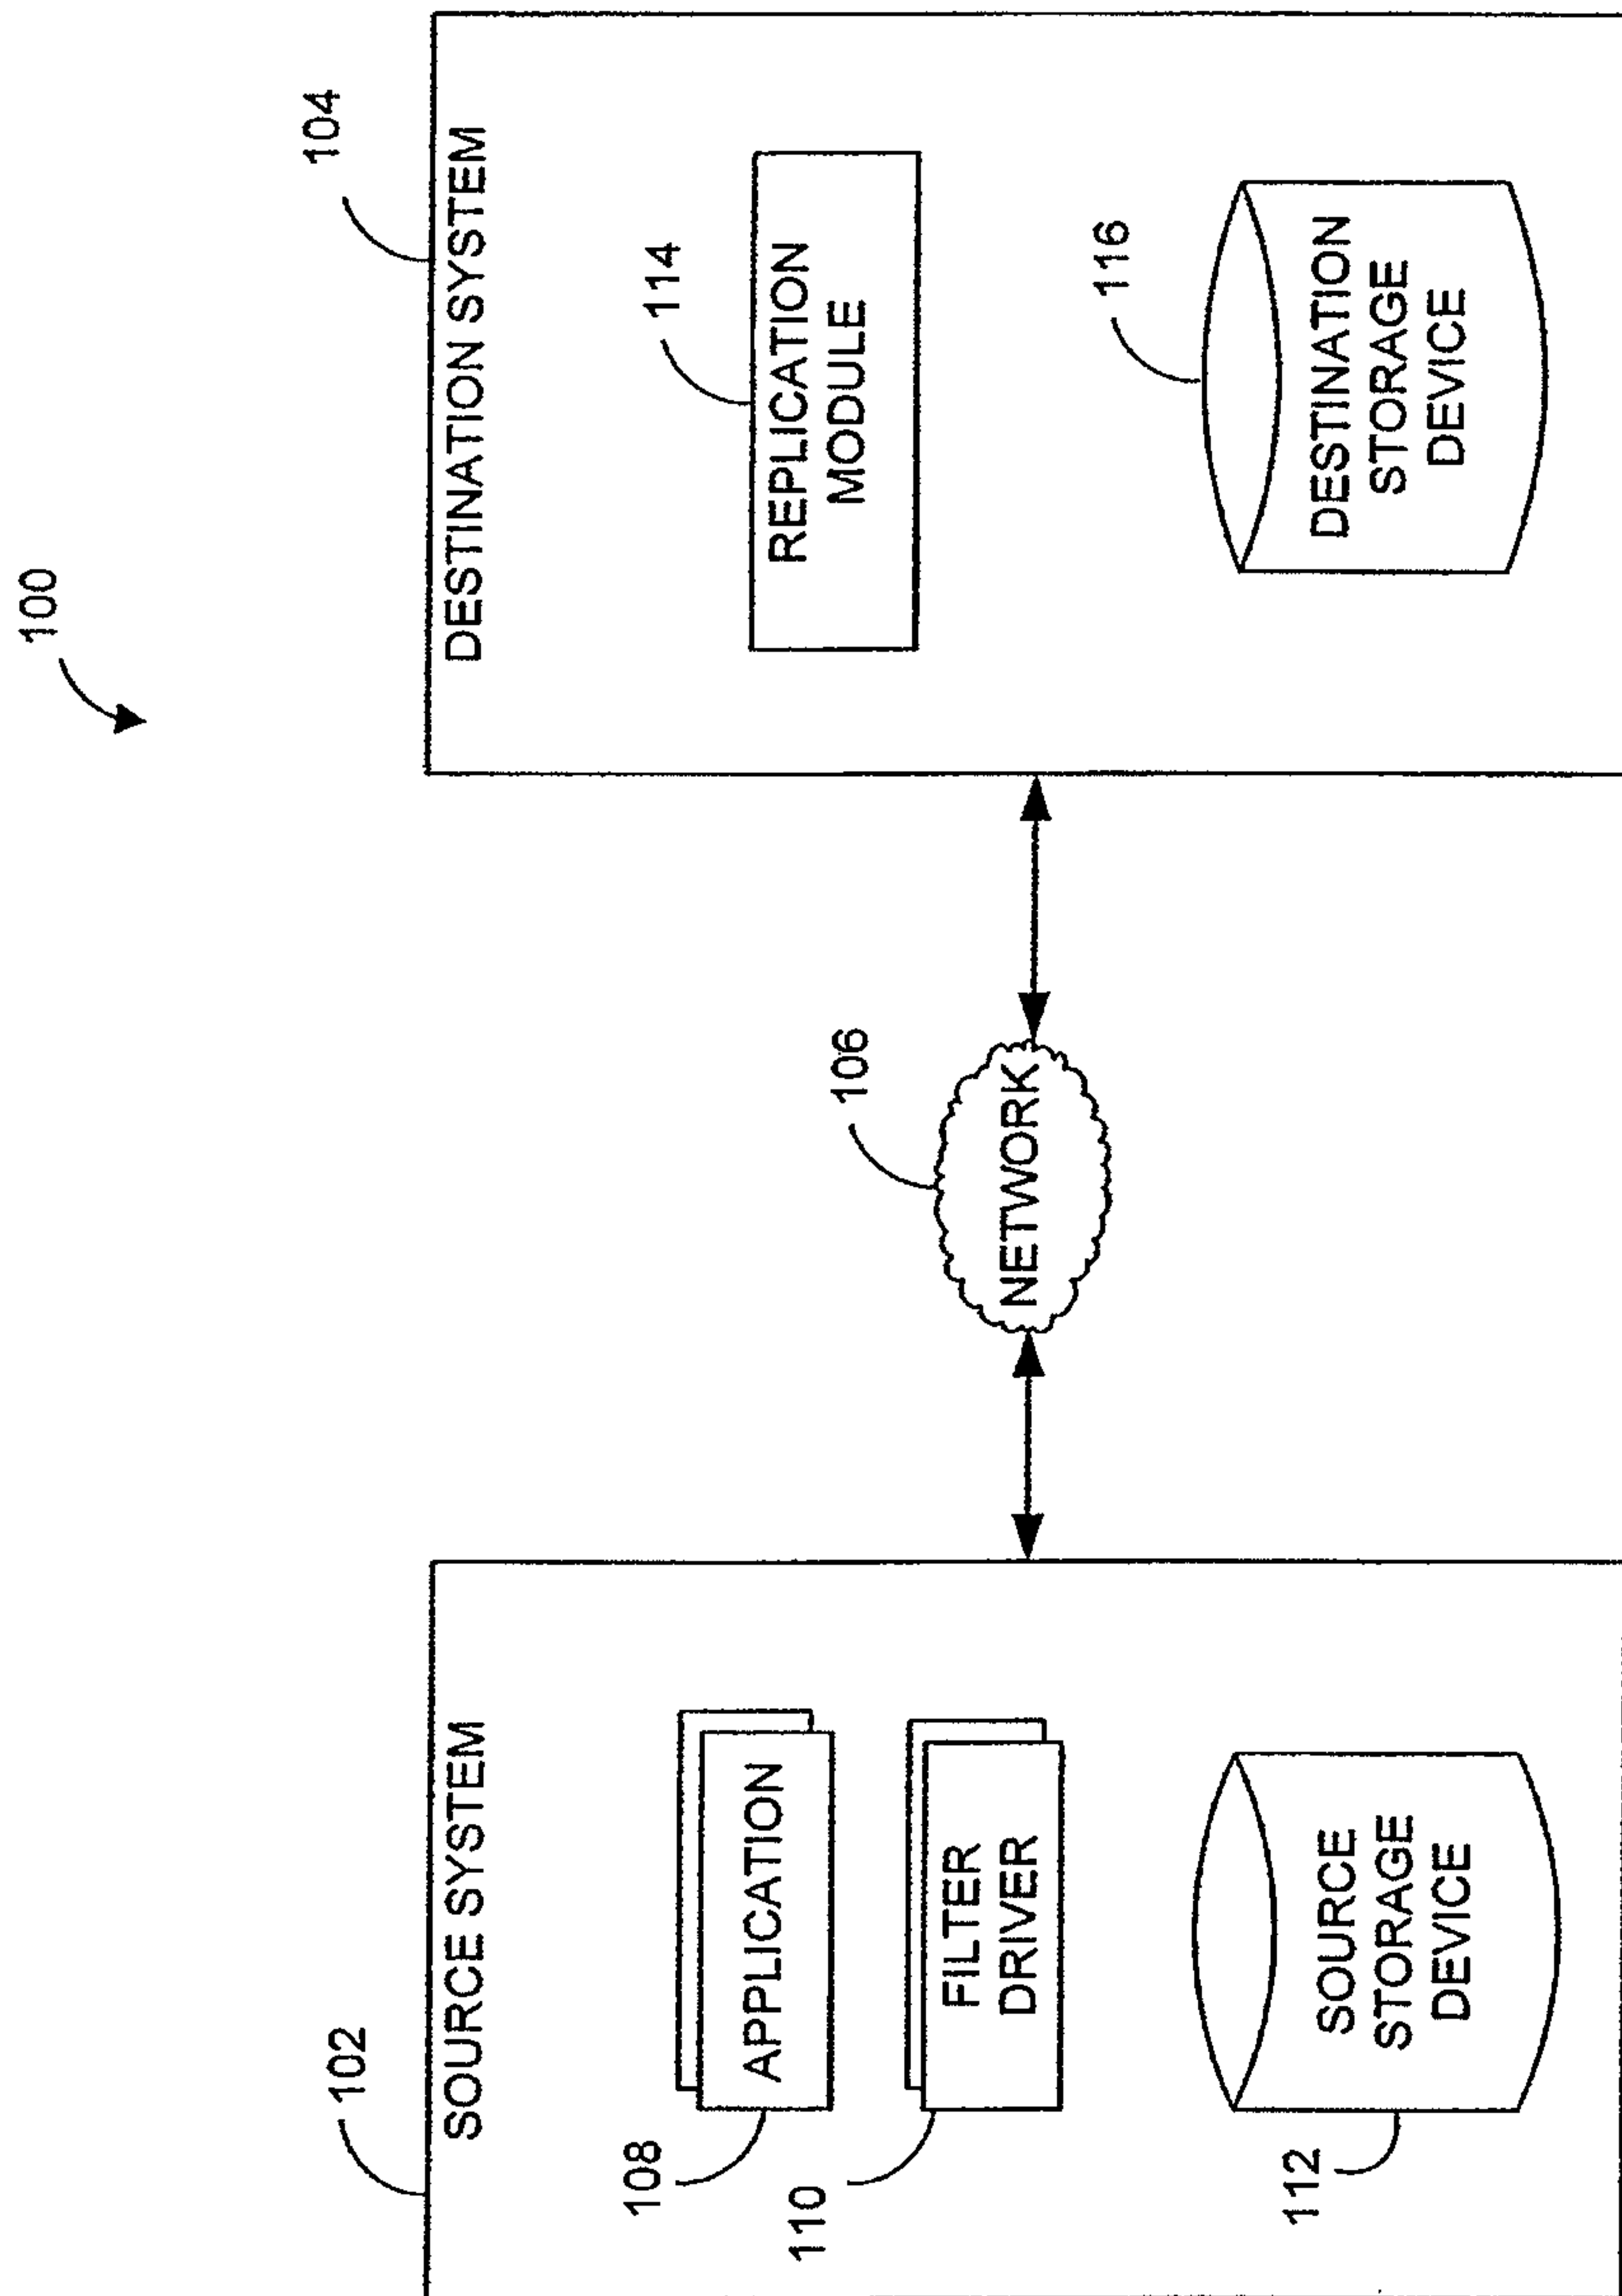 100
102
SOURCE SYSTEM
108
APPLICATION
110
FILTER
DRIVER
112
SOURCE
STORAGE
DEVICE
106
NETWORK
104
DESTINATION SYSTEM
114
REPLICATION
MODULE
116
DESTINATION
STORAGE
DEVICE